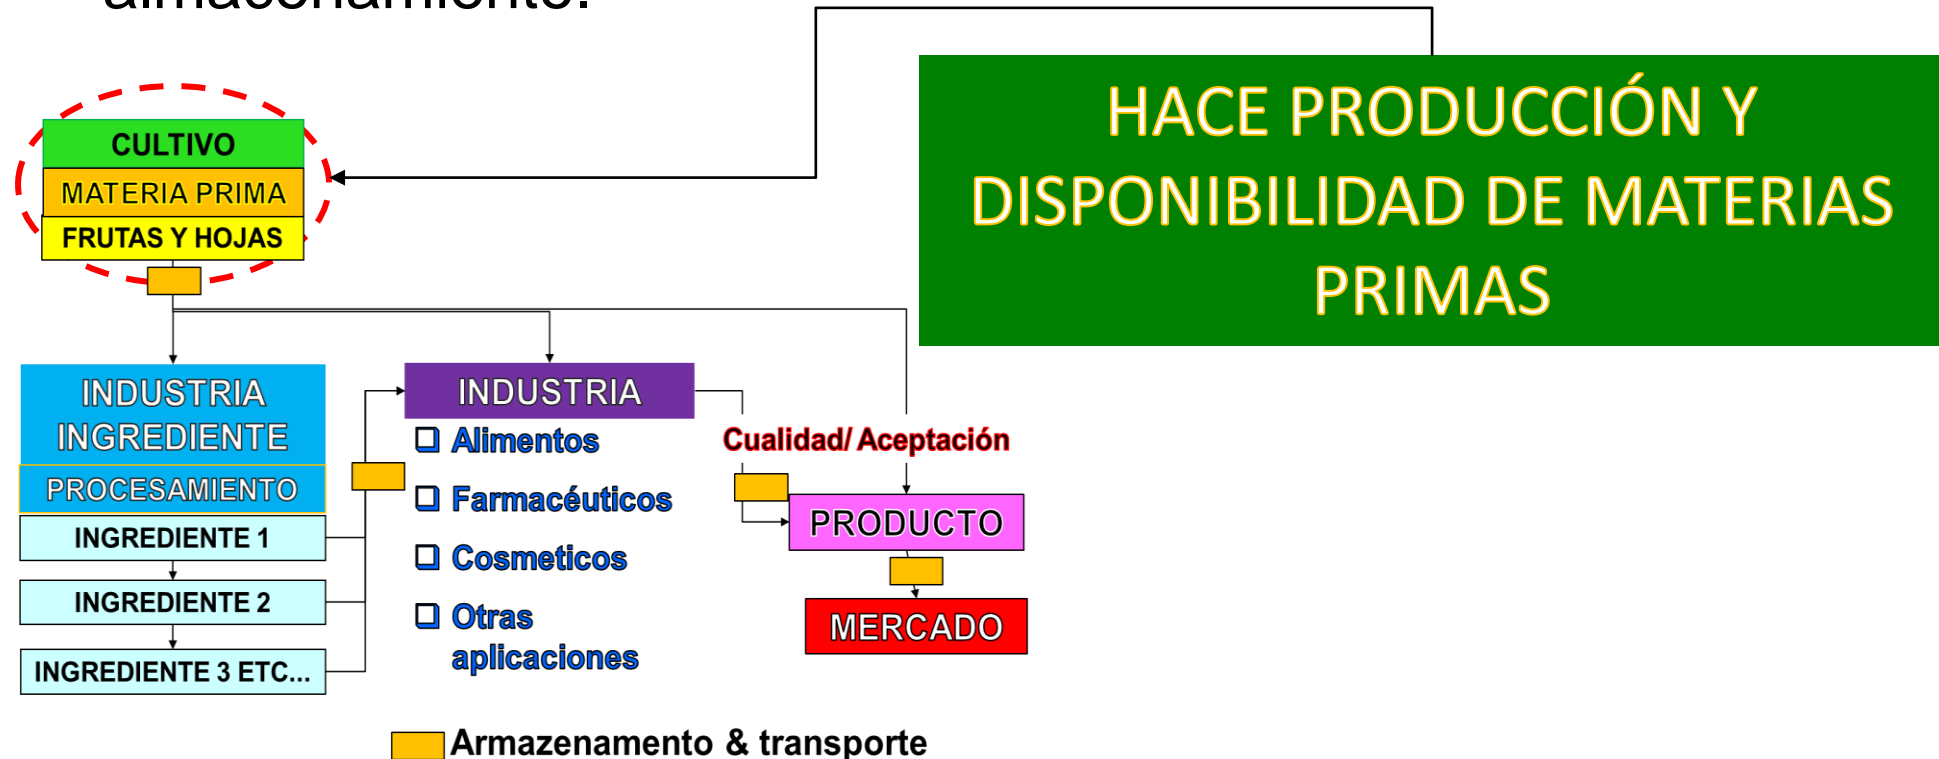 almacenamiento.
HACE PRODUCCIÓN Y
DISPONIBILIDAD DE MATERIAS
PRIMAS
CULTIVO
MATERIA PRIMA
FRUTAS Y HOJAS
INDUSTRIA
INGREDIENTE
PROCESAMIENTO
INGREDIENTE 1
INGREDIENTE 2
INGREDIENTE 3 ETC...
INDUSTRIA
Alimentos
Farmacéuticos
Cosmeticos
Otras
aplicaciones
Cualidad/ Aceptación
PRODUCTO
MERCADO
Armazenamento & transporte